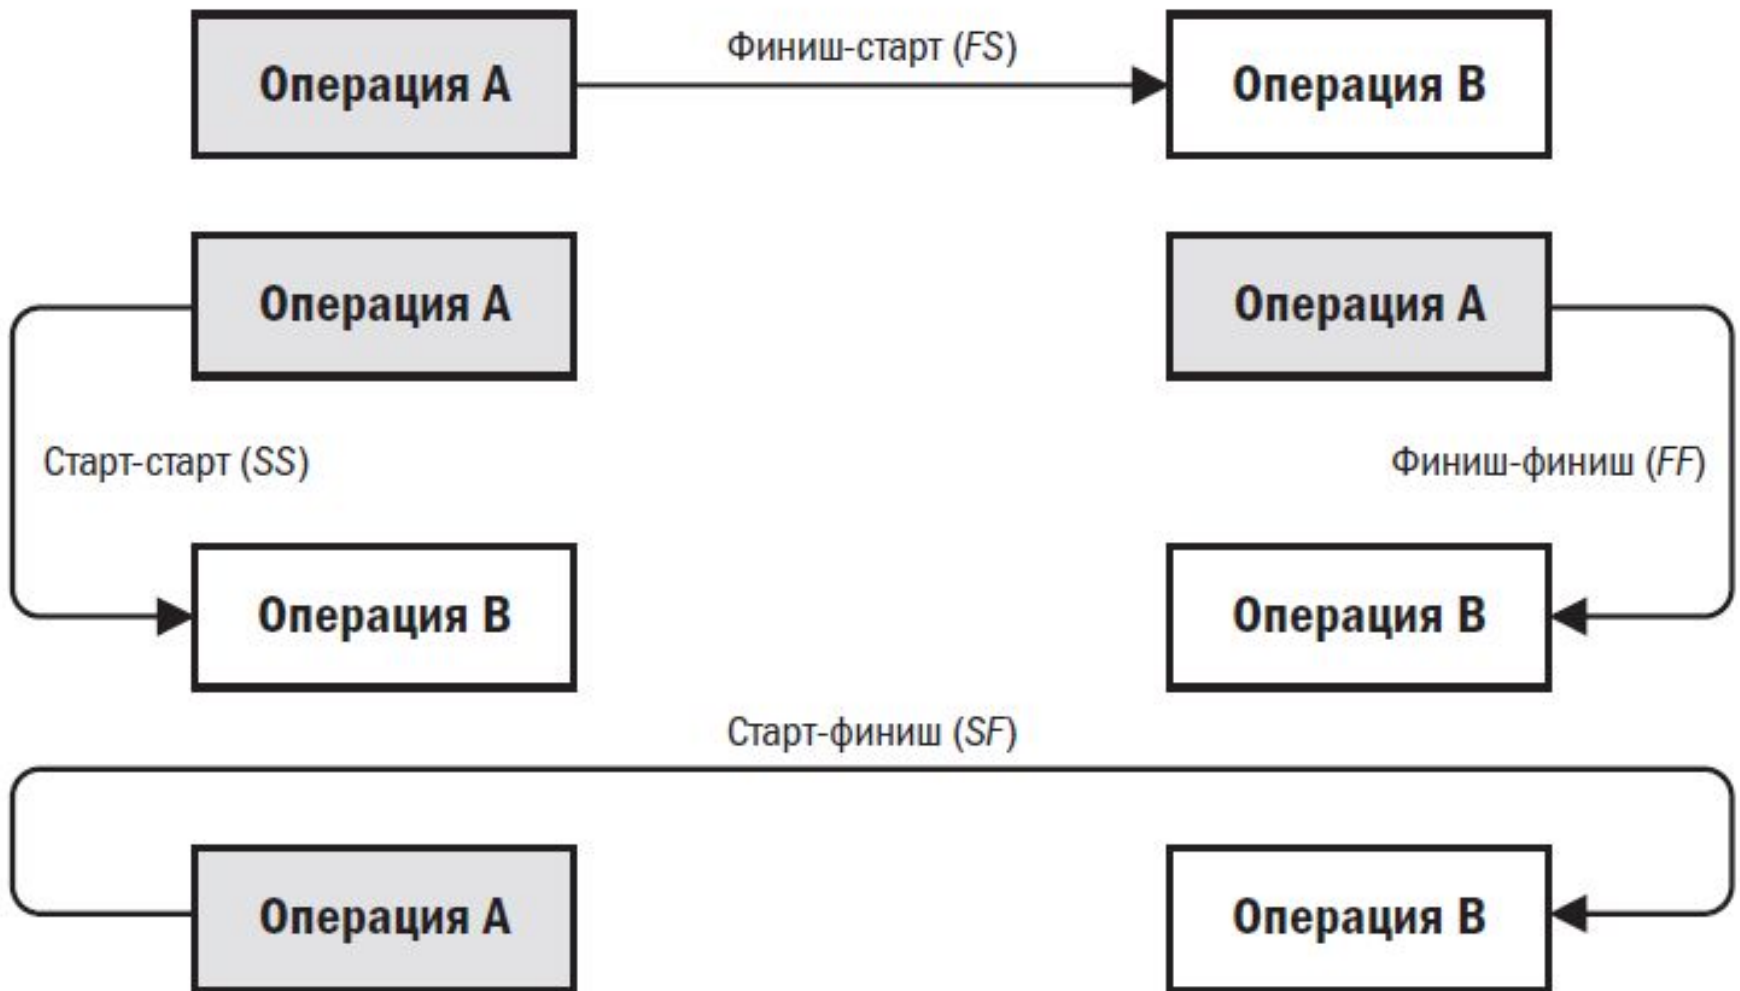 Финиш-старт (FS)
Операция A
Операция B
Операция A
Операция A
Старт-старт (SS)
Финиш-финиш (FF)
Операция B
Операция B
Старт-финиш (SF)
Операция A
Операция B